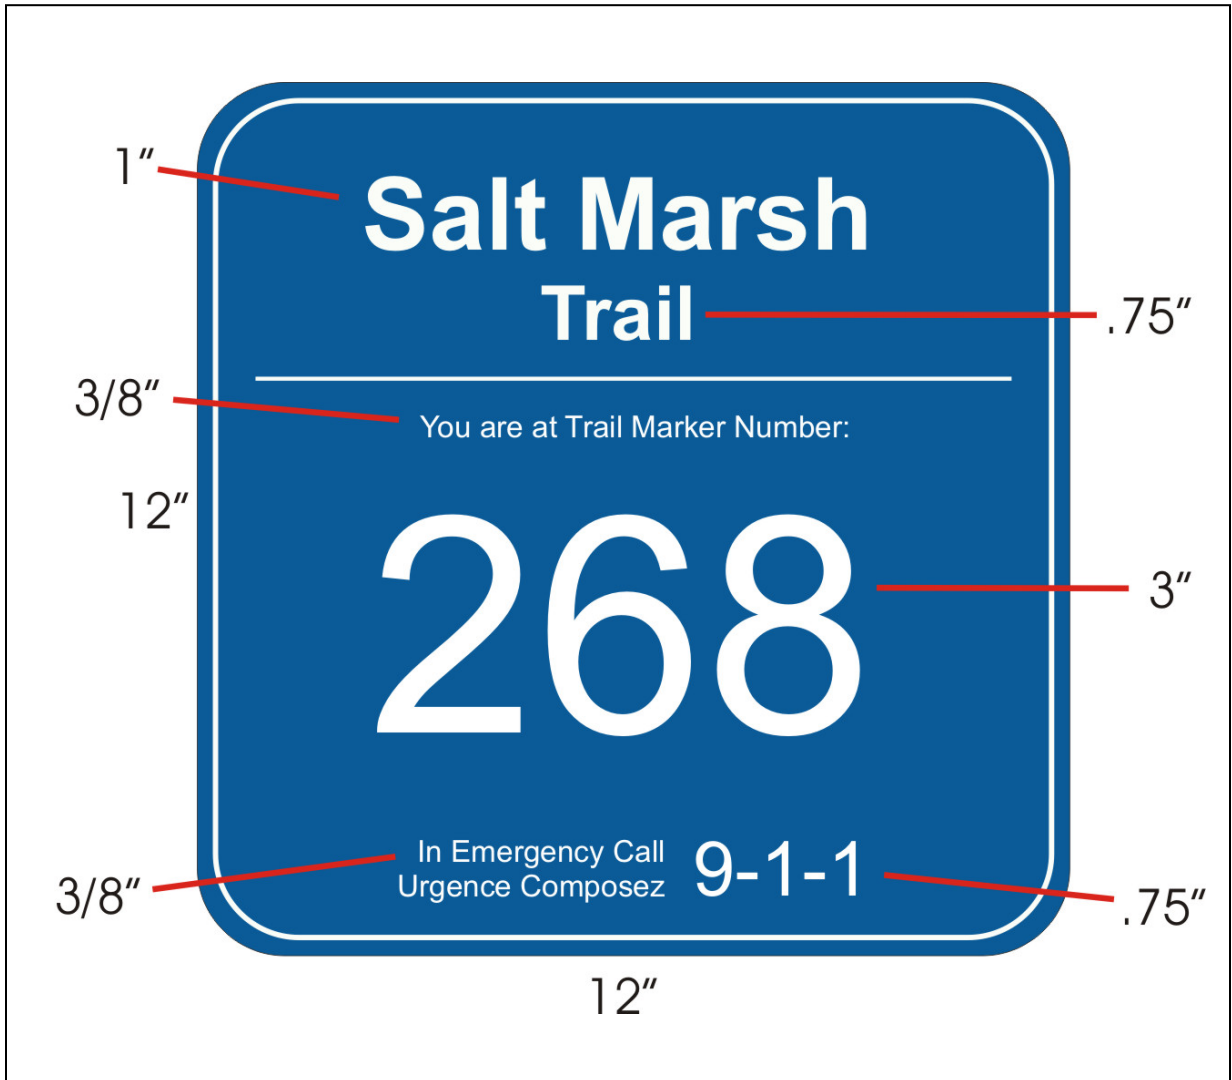 1"
Salt Marsh
Trail
.75"
3/8"
You are at Trail Marker Number:
12"
268
3"
In Emergency Call
Urgence Composez
9-1-1
3/8"
.75"
12"